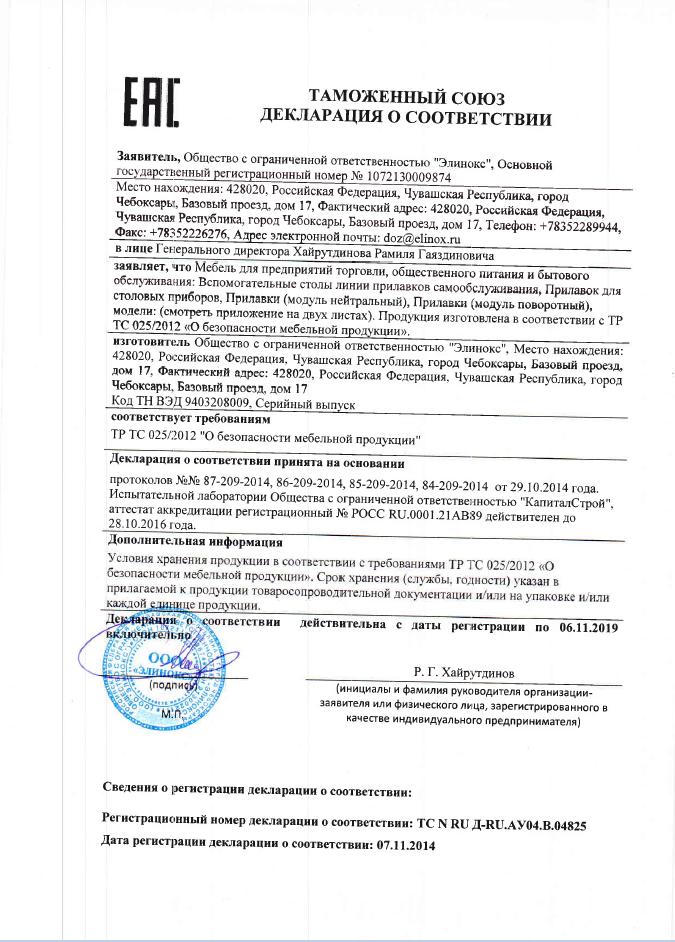 EAC
ТАМОЖЕННЫЙ СОЮЗ
ДЕКЛАРАЦИЯ О СООТВЕТСТВИИ
Заявитель, Общество с ограниченной ответственностью "Элинокс", Основной
государственный регистрационный номер № 1072130009874
Место нахождения: 428020, Российская Федерация, Чувашская Республика, город
Чебоксары, Базовый проезд, дом 17, Фактический адрес: 428020, Российская Федерация,
Чувашская Республика, город Чебоксары, Базовый проезд, дом 17, Телефон: +78352289944,
Факс: +78352226276, Адрес электронной почты: doz@elinox.ru
в лице Генерального директора Хайрутдинова Рамиля Гаяздиновича
заявляет, что Мебель для предприятий торговли, общественного питания и бытового
обслуживания: Вспомогательные столы линии прилавков самообслуживания, Прилавок для
столовых приборов, Прилавки (модуль нейтральный), Прилавки (модуль поворотный),
модели: (смотреть приложение на двух листах). Продукция изготовлена в соответствии с ТР
ТС 025/2012 «О безопасности мебельной продукции».
изготовитель Общество с ограниченной ответственностью "Элинокс", Место нахождения:
428020, Российская Федерация, Чувашская Республика, город Чебоксары, Базовый проезд,
дом 17, Фактический адрес: 428020, Российская Федерация, Чувашская Республика, город
Чебоксары, Базовый проезд, дом 17
Код ТН ВЭД 9403208009, Серийный выпуск
соответствует требованиям
ТР ТС 025/2012 "О безопасности мебельной продукции"
Декларация о соответствии принята на основании
протоколов №№ 87-209-2014, 86-209-2014, 85-209-2014, 84-209-2014 от 29.10.2014 года.
Испытательной лаборатории Общества с ограниченной ответственностью "КапиталСтрой",
аттестат аккредитации регистрационный № РОСС RU.0001.21АВ89 действителен до
28.10.2016 года.
Дополнительная информация
Условия хранения продукции в соответствии с требованиями ТР ТС 025/2012 «О
безопасности мебельной продукции». Срок хранения (службы, годности) указан в
прилагаемой к продукции товаросопроводительной документации и/или на упаковке и/или
каждой единице продукции.
Декларация о соответствии действительна с даты регистрации по 06.11.2019
включительно
ООО
«ЭЛИНОКС»
Р. Г. Хайрутдинов
(подпись)
(инициалы и фамилия руководителя организации-
заявителя или физического лица, зарегистрированного в
качестве индивидуального предпринимателя)
М.П.
Сведения о регистрации декларации о соответствии:
Регистрационный номер декларации о соответствии: ТС N RU Д-RU.АУ04.В.04825
Дата регистрации декларации о соответствии: 07.11.2014